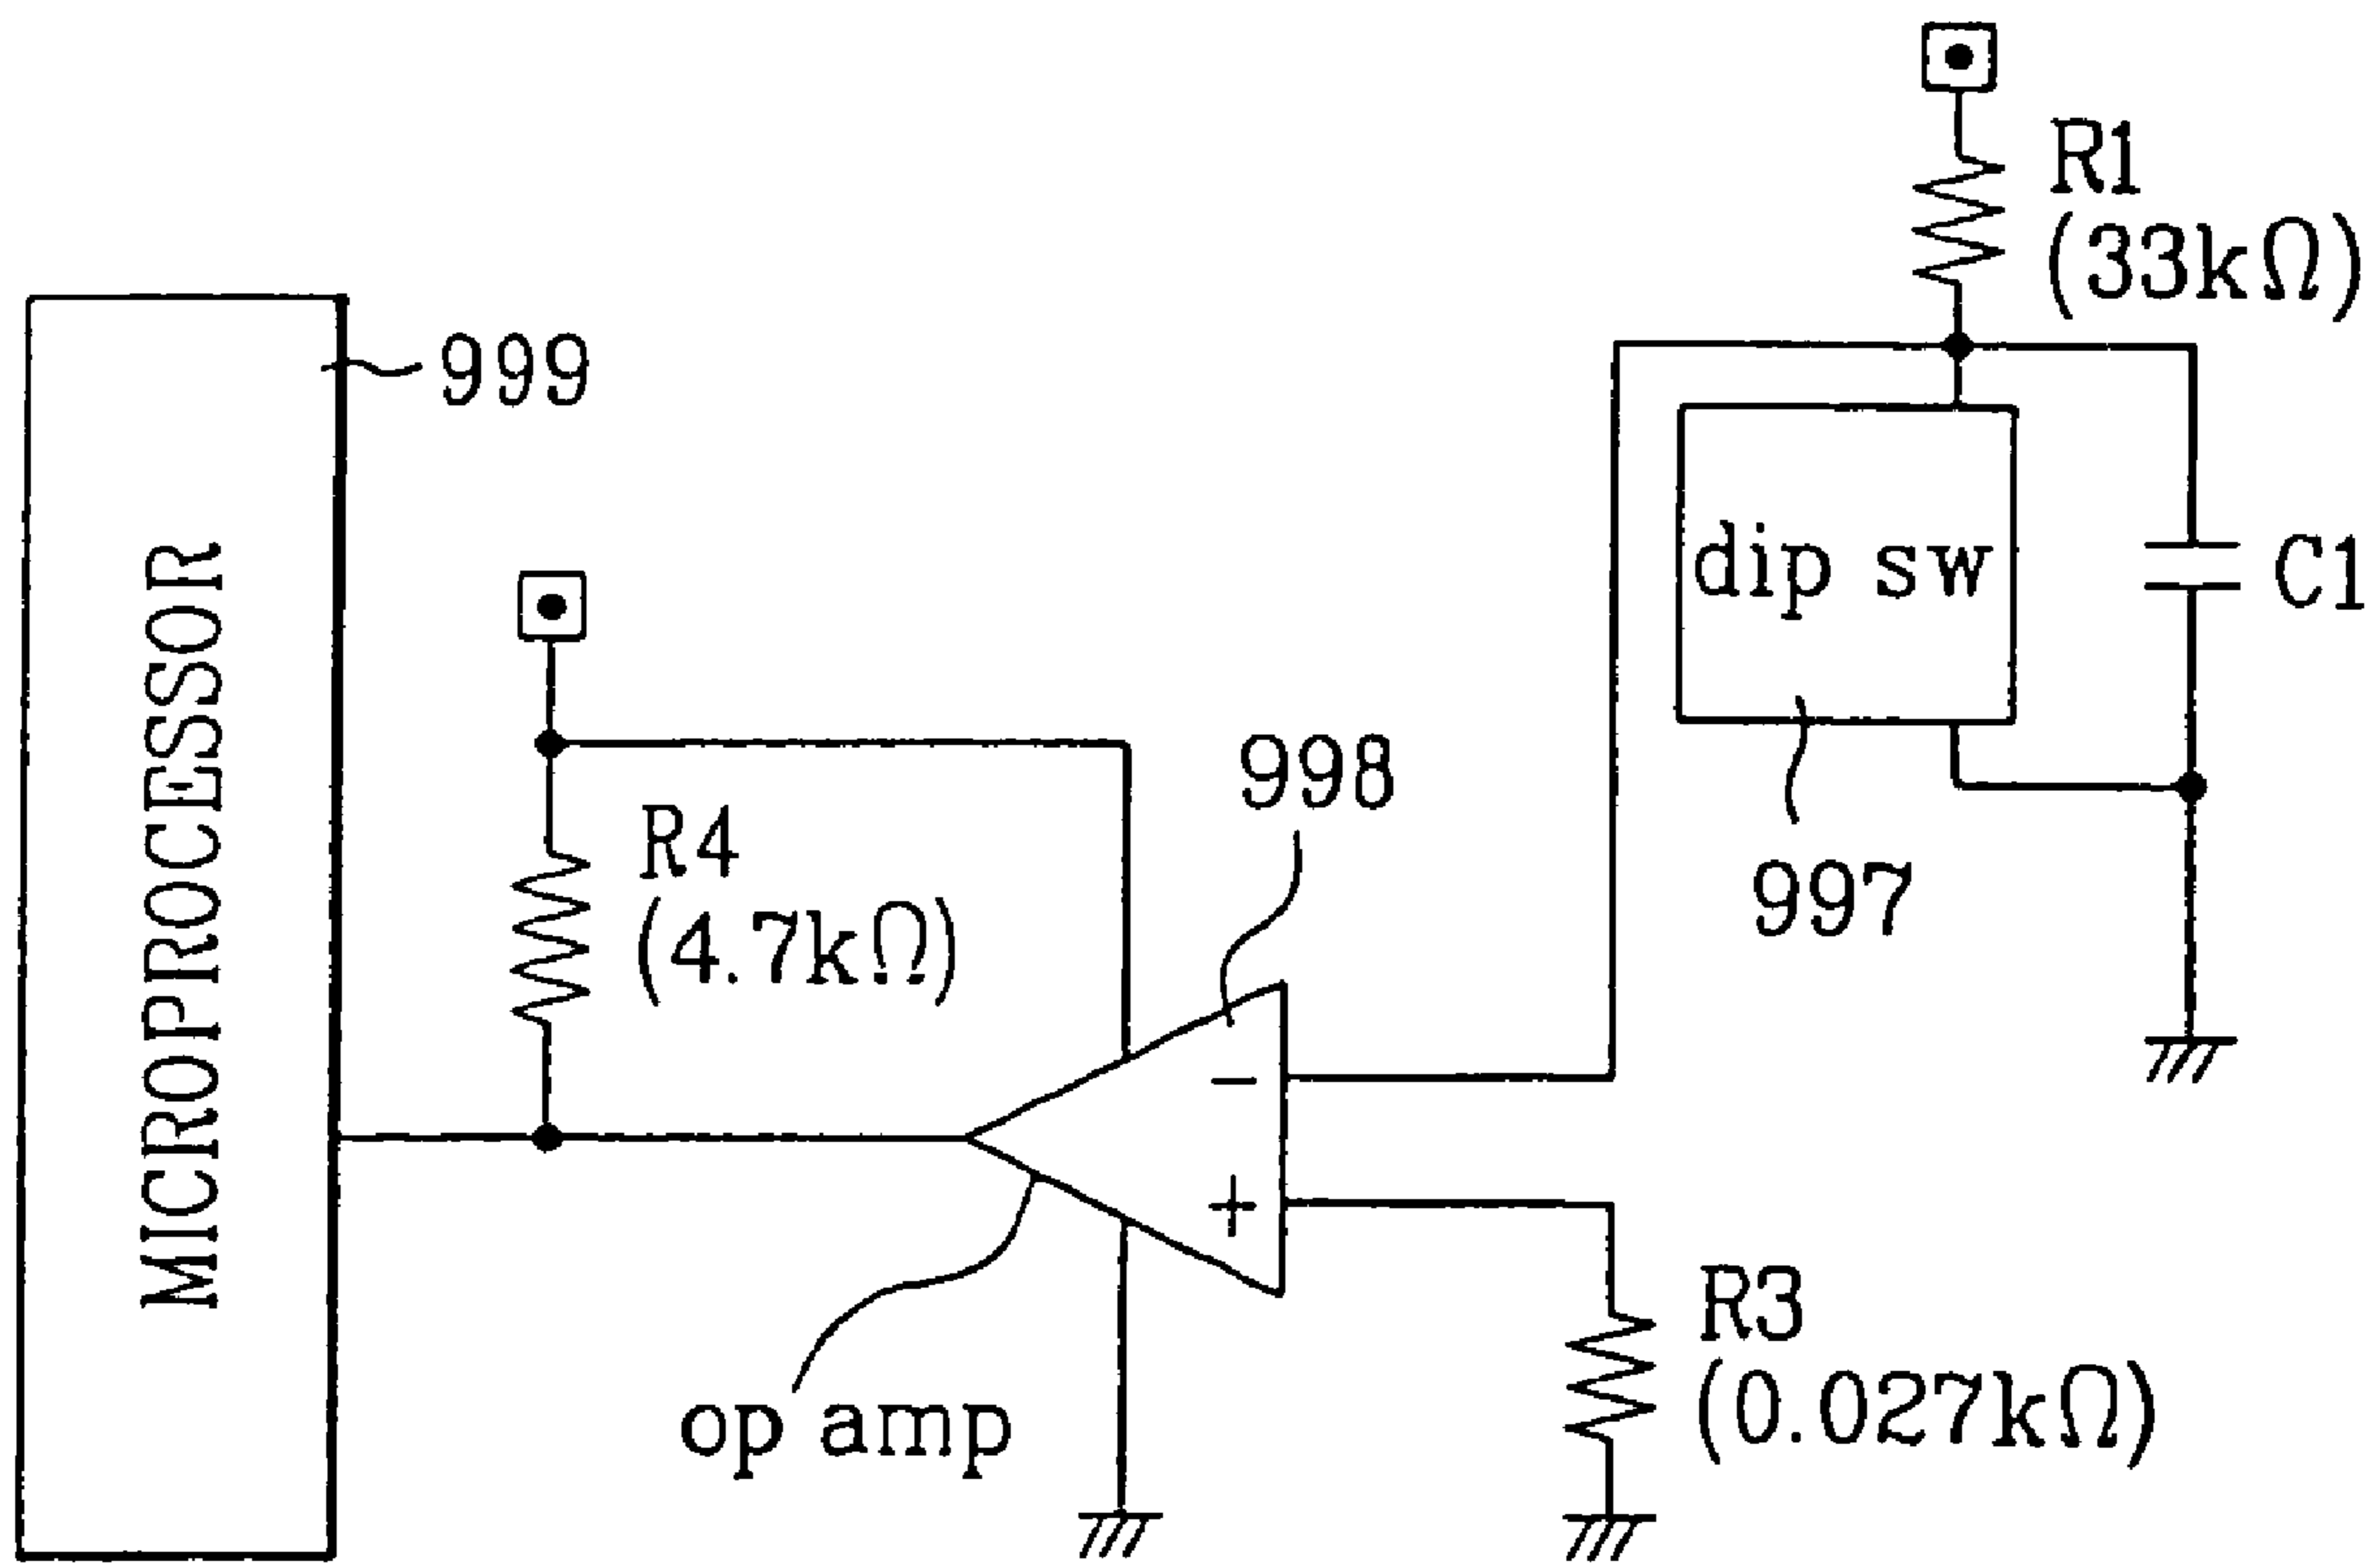 R1
(33kΩ)
999
dip sw
C1
MICROPROCESSOR
998
R4
(4.7kΩ)
997
−
+
R3
(0.027kΩ)
op amp